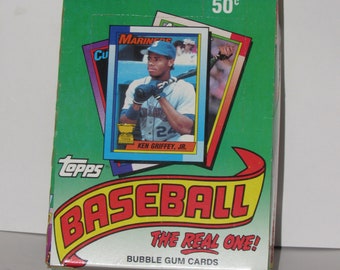 50¢
MARINERS
Cu
24
KEN GRIFFEY, JR.
Topps
BASEBALL
THE REAL ONE!
BUBBLE GUM CARDS